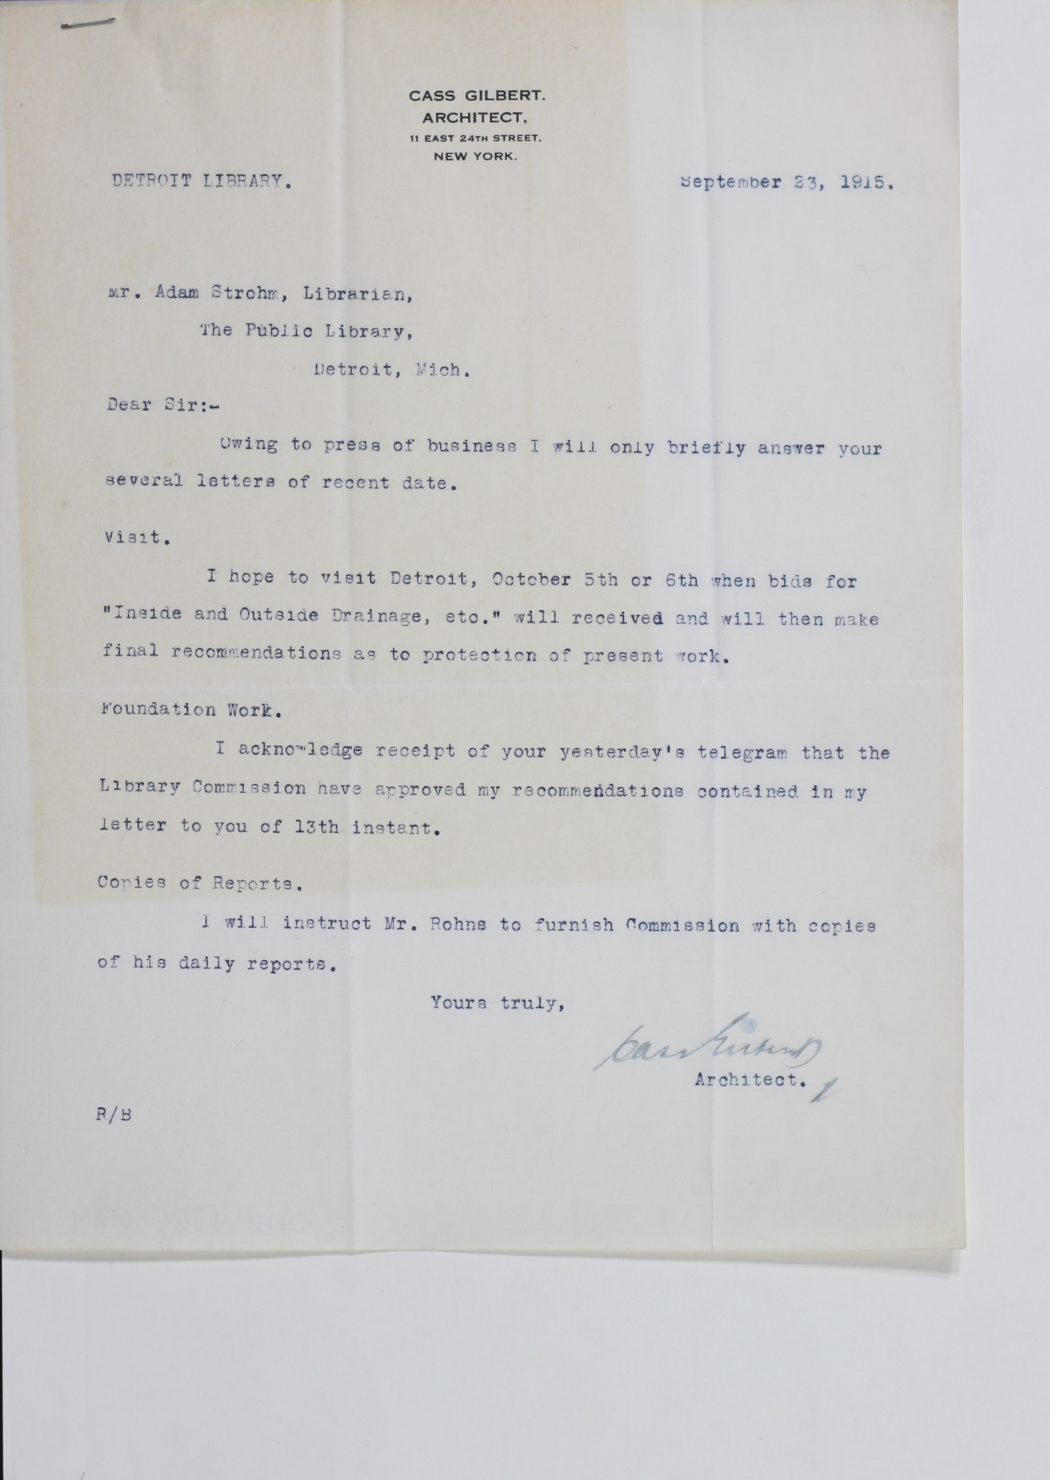 CASS GILBERT.
ARCHITECT,
11 EAST 24TH STREET,
NEW YORK.
DETROIT LIBRARY.
September 23, 1915.
Mr. Adam Strohm, Librarian,
The Public Library,
Detroit, Mich.
Dear Sir:-
Owing to press of business I will only briefly answer your
several letters of recent date.
Visit.
I hope to visit Detroit, October 5th or 6th when bids for
"Inside and Outside Drainage, etc." will received and will then make
final recommendations as to protection of present work.
Foundation Work.
I acknowledge receipt of your yesterday's telegram that the
Library Commission have approved my recommendations contained in my
letter to you of 13th instant.
Copies of Reports.
I will instruct Mr. Rohns to furnish Commission with copies
of his daily reports.
Yours truly,
Cass Gilbert
Architect.
R/B